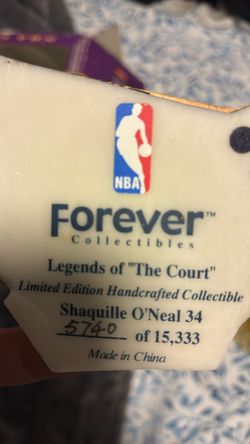 NBA
Forever™
Collectibles
Legends of "The Court"
Limited Edition Handcrafted Collectible
Shaquille O'Neal 34
5740 of 15,333
Made in China